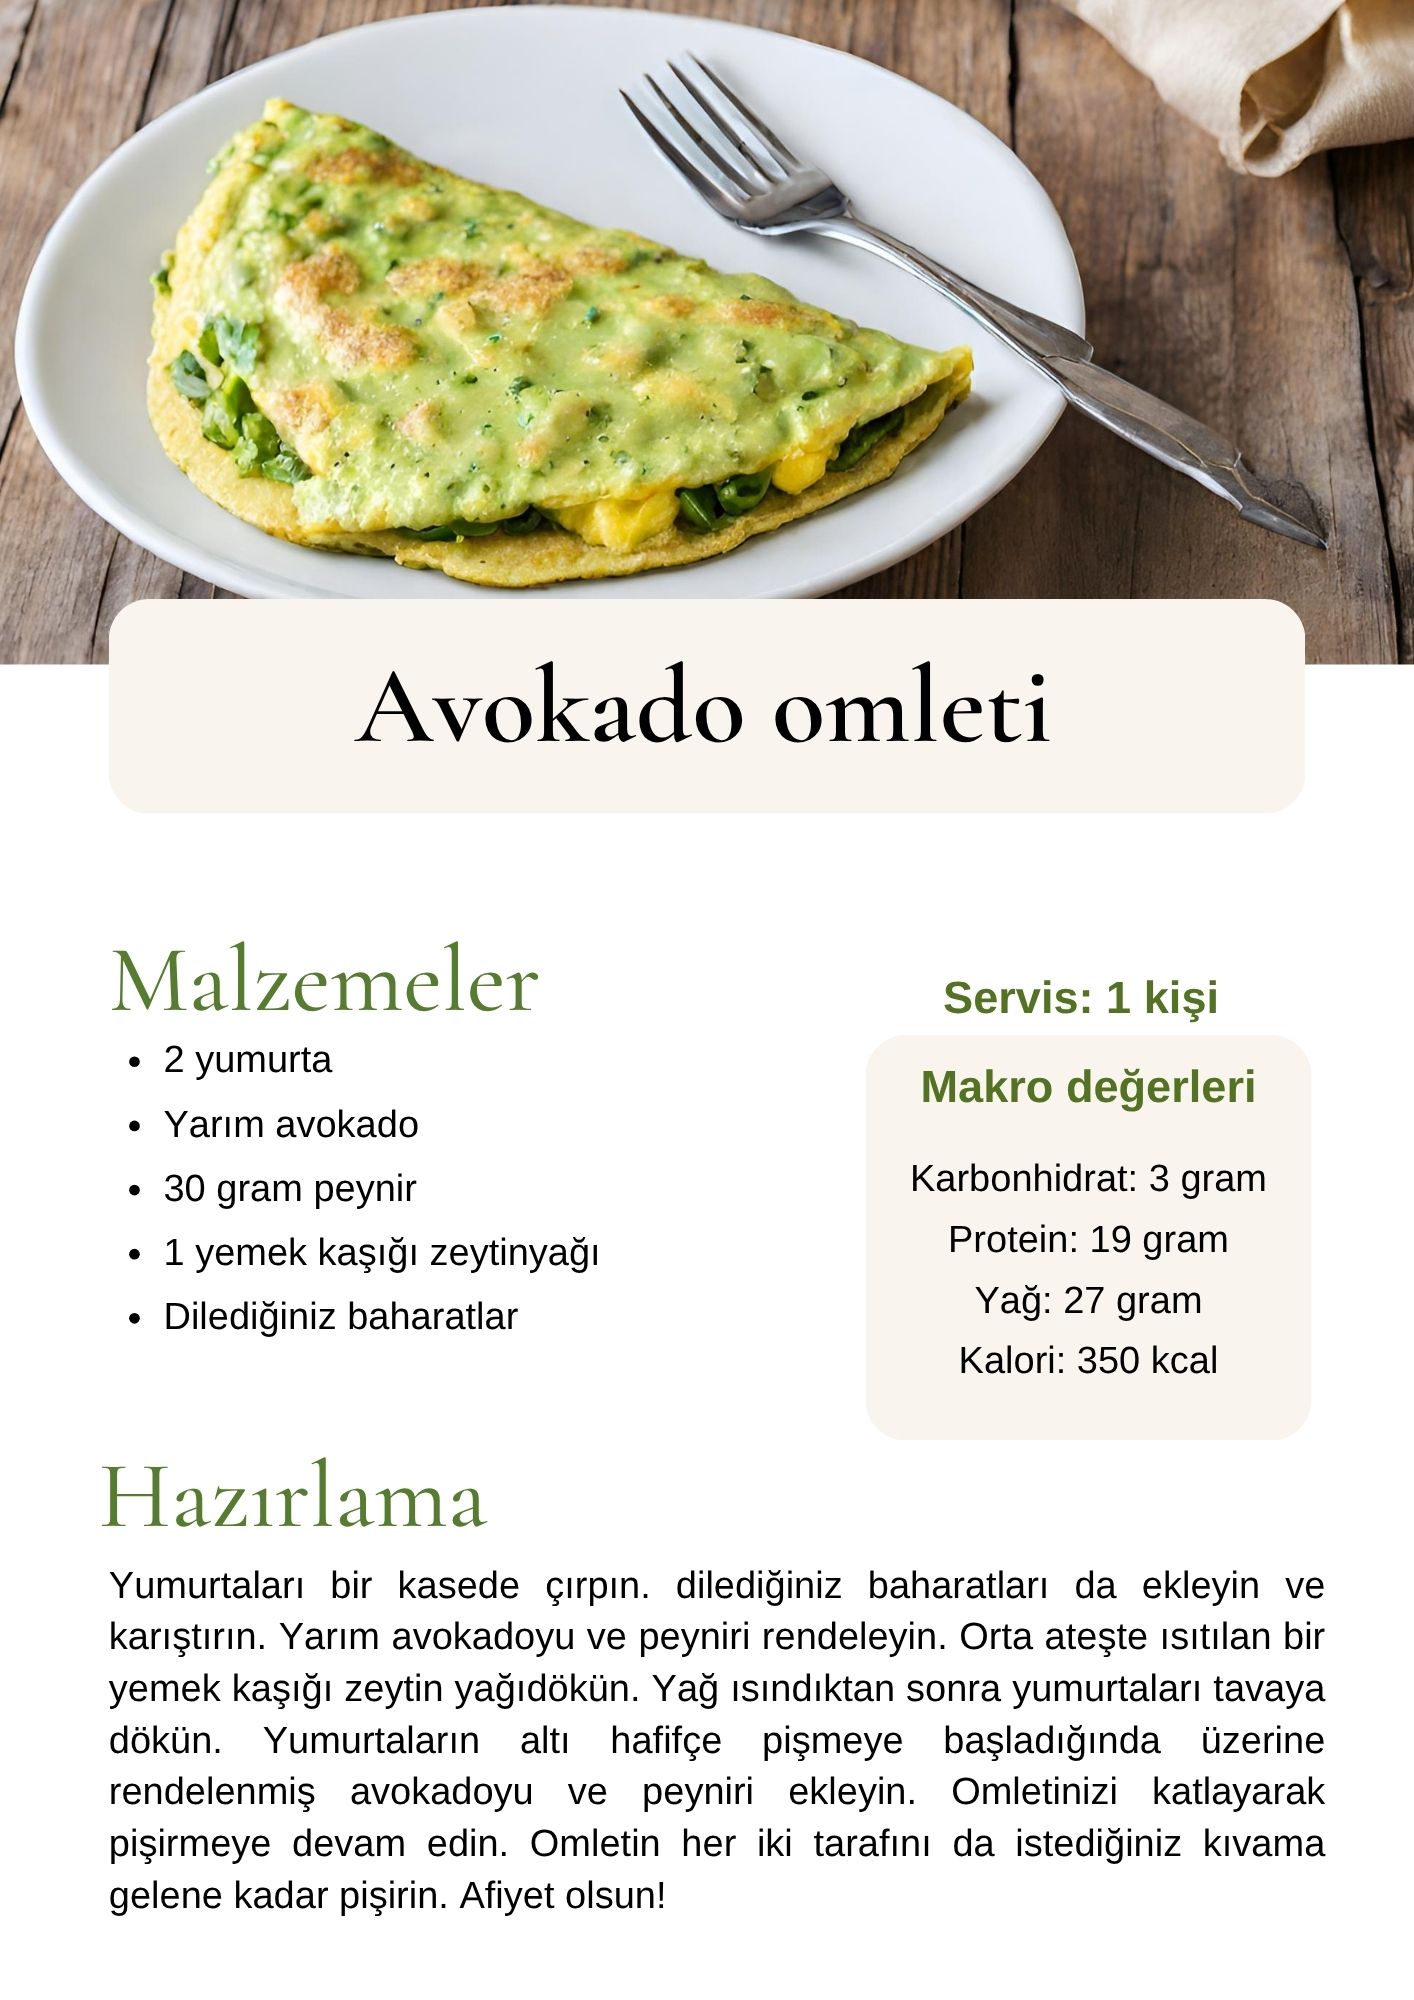 Avokado omleti
Malzemeler
• 2 yumurta
• Yarım avokado
• 30 gram peynir
• 1 yemek kaşığı zeytinyağı
• Dilediğiniz baharatlar
Servis: 1 kişi
Makro değerleri
Karbonhidrat: 3 gram
Protein: 19 gram
Yağ: 27 gram
Kalori: 350 kcal
Hazırlama
Yumurtaları bir kasede çırpın. dilediğiniz baharatları da ekleyin ve
karıştırın. Yarım avokadoyu ve peyniri rendeleyin. Orta ateşte ısıtılan bir
yemek kaşığı zeytin yağıdökün. Yağ ısındıktan sonra yumurtaları tavaya
dökün. Yumurtaların altı hafifçe pişmeye başladığında üzerine
rendelenmiş avokadoyu ve peyniri ekleyin. Omletinizi katlayarak
pişirmeye devam edin. Omletin her iki tarafını da istediğiniz kıvama
gelene kadar pişirin. Afiyet olsun!